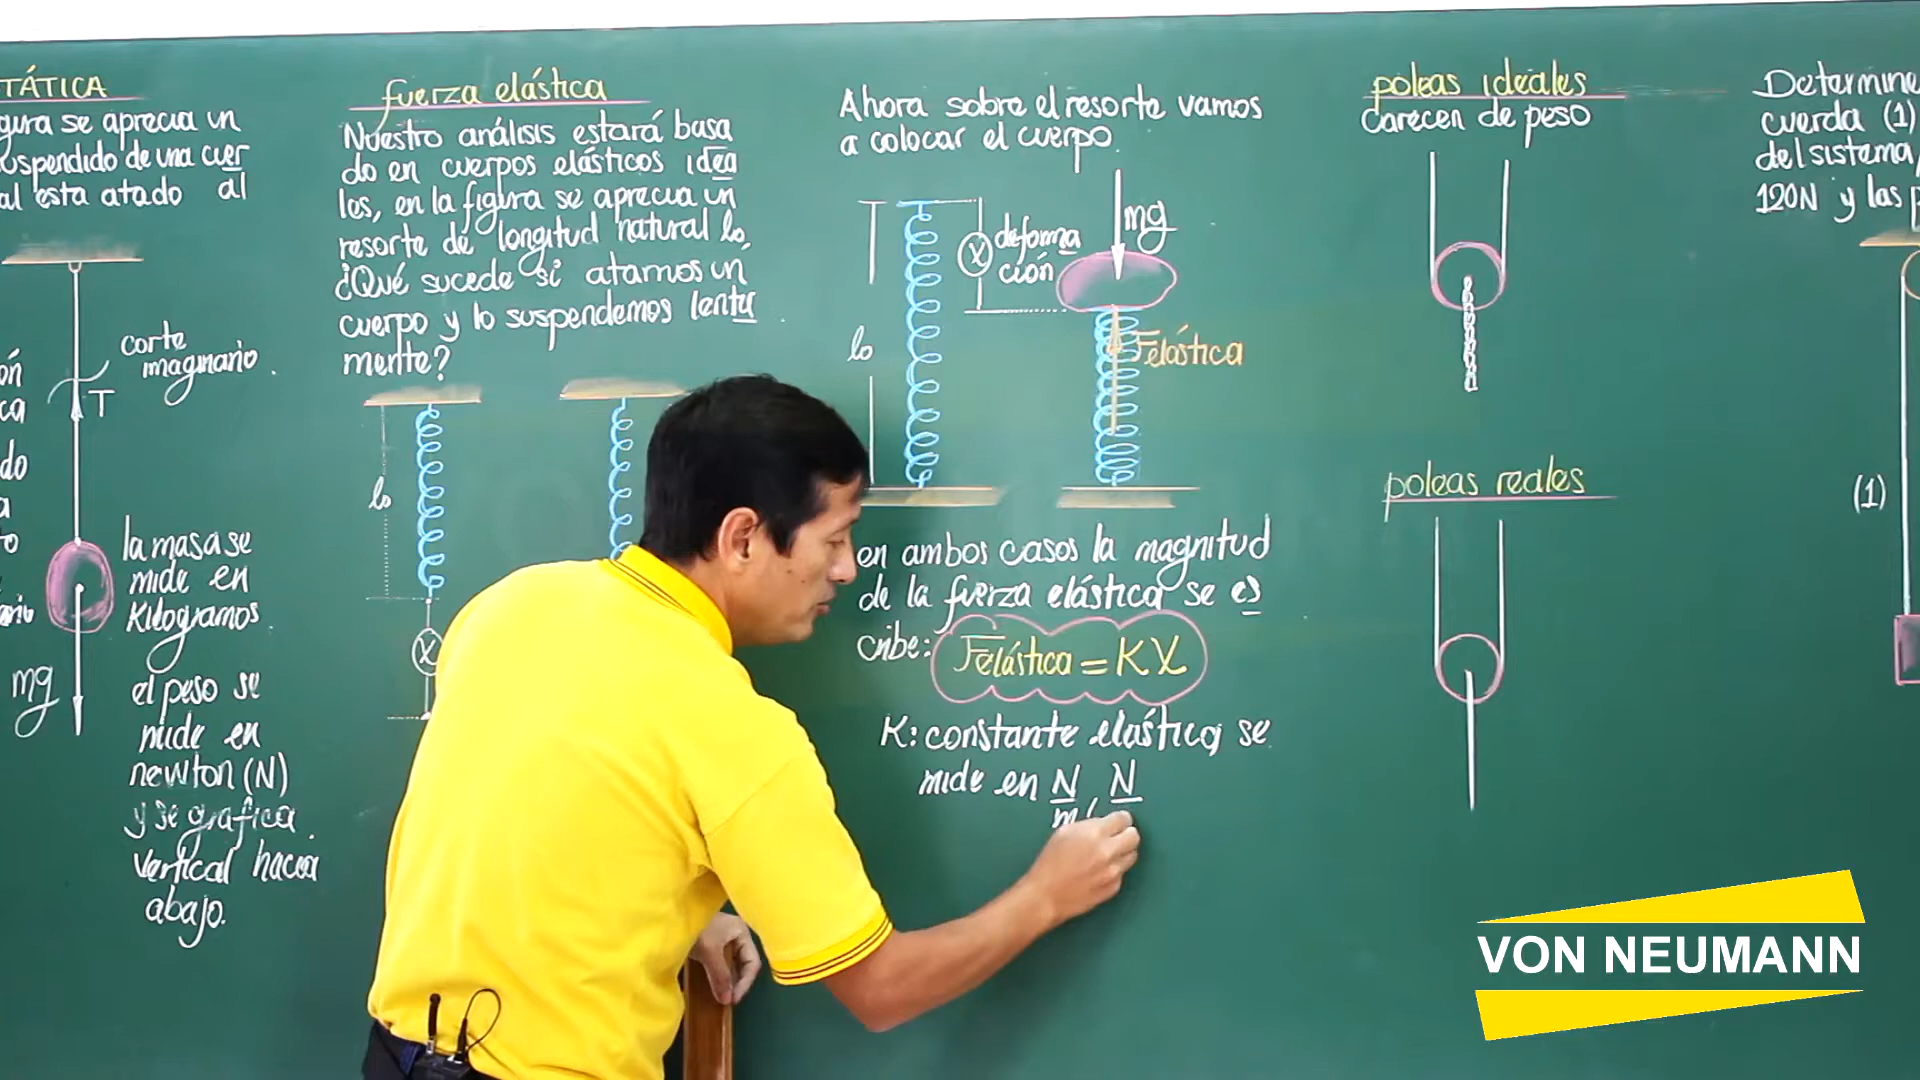 TÁTICA
gura se aprecia un
uspendido de una cuer
al esta atado al
corte
imaginario.
T
ón
ca
do
a
to
la masa se
mide en
Kilogramos.
mg
el peso se
mide en
newton (N)
y se grafica
vertical hacia
abajo.
fuerza elástica
Nuestro análisis estará basa
do en cuerpos elásticos idea
les, en la figura se aprecia un
resorte de longitud natural lo,
¿Qué sucede si atamos un
cuerpo y lo suspendemos lenta
mente?
lo
X
Ahora sobre el resorte vamos
a colocar el cuerpo.
X
deforma
ción
mg
lo
Felástica
en ambos casos la magnitud
de la fuerza elástica se es
cribe: Felástica = KX
K: constante elástica se
mide en N/m, N
poleas ideales
Carecen de peso
poleas reales
Determine
cuerda (1)
del sistema,
120N y las p
(1)
VON NEUMANN